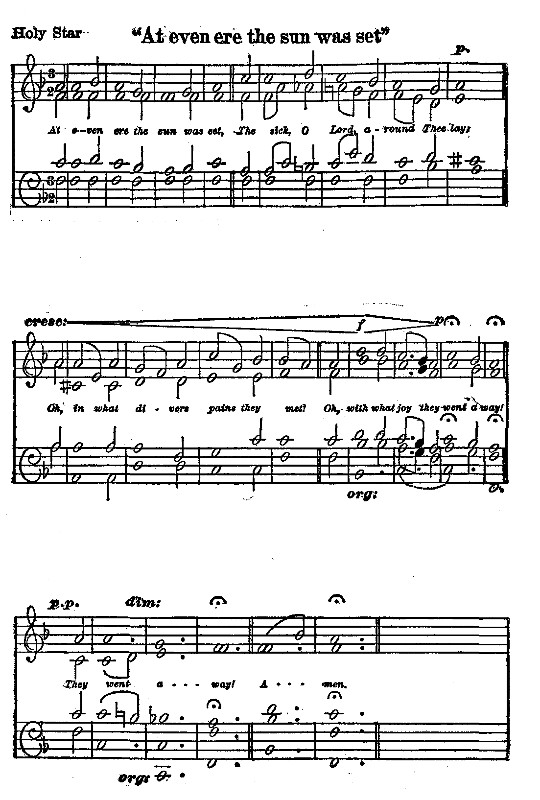 Holy Star "At even ere the sun was set"
p.
At e-ven ere the sun was set, The sick, O Lord, a-round Thee lay;
cresc: f p
Oh, in what di-vers pains they met! Oh, with what joy they went a way!
org:
p.p. dim:
They went a - - - way! A - - - men.
org: